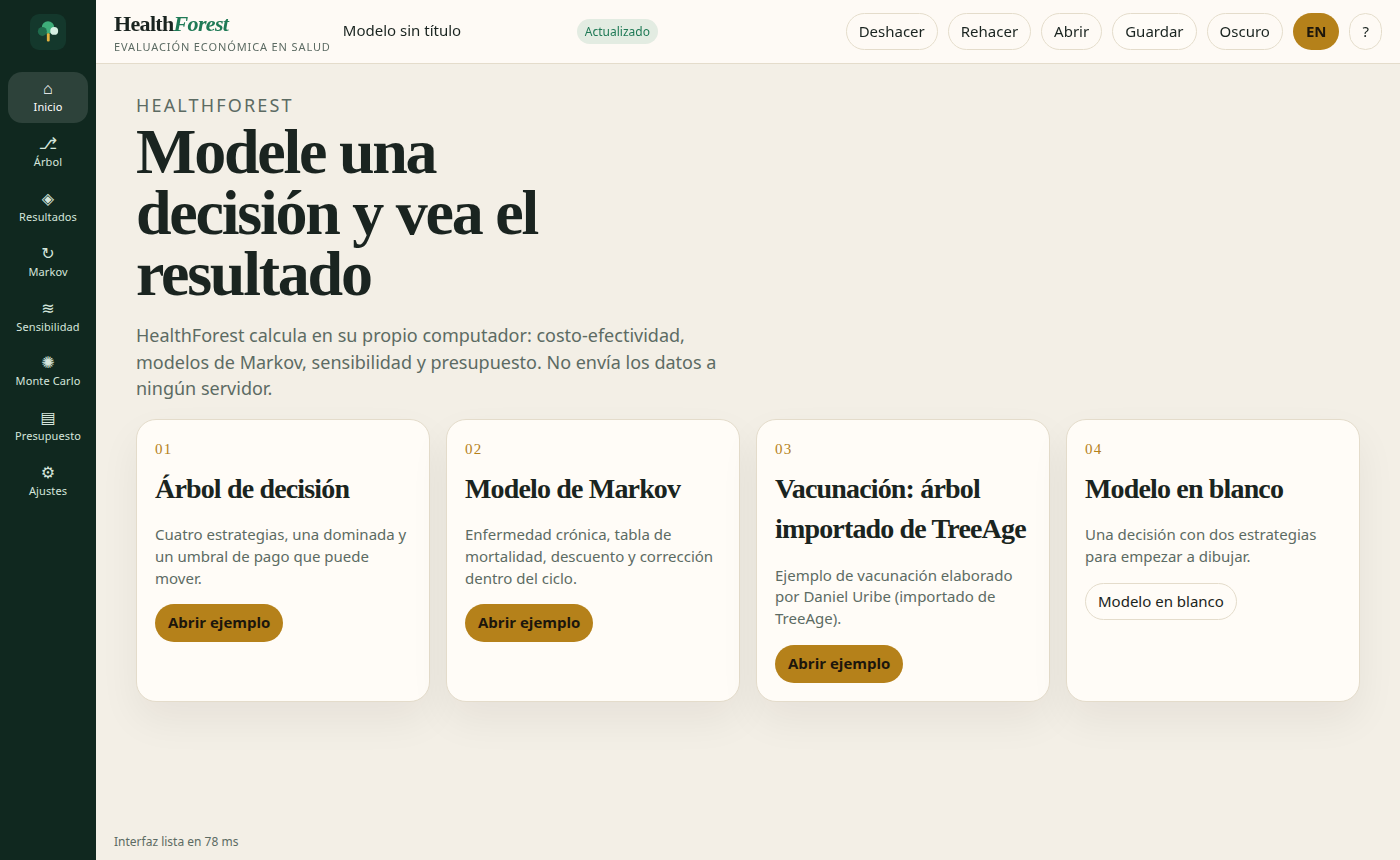 HealthForest
EVALUACIÓN ECONÓMICA EN SALUD
Modelo sin título
Actualizado
Deshacer
Rehacer
Abrir
Guardar
Oscuro
EN
?
Inicio
Árbol
Resultados
Markov
Sensibilidad
Monte Carlo
Presupuesto
Ajustes
HEALTHFOREST
Modele una
decisión y vea el
resultado
HealthForest calcula en su propio computador: costo-efectividad,
modelos de Markov, sensibilidad y presupuesto. No envía los datos a
ningún servidor.
01
Árbol de decisión
Cuatro estrategias, una dominada y
un umbral de pago que puede
mover.
Abrir ejemplo
02
Modelo de Markov
Enfermedad crónica, tabla de
mortalidad, descuento y corrección
dentro del ciclo.
Abrir ejemplo
03
Vacunación: árbol
importado de TreeAge
Ejemplo de vacunación elaborado
por Daniel Uribe (importado de
TreeAge).
Abrir ejemplo
04
Modelo en blanco
Una decisión con dos estrategias
para empezar a dibujar.
Modelo en blanco
Interfaz lista en 78 ms